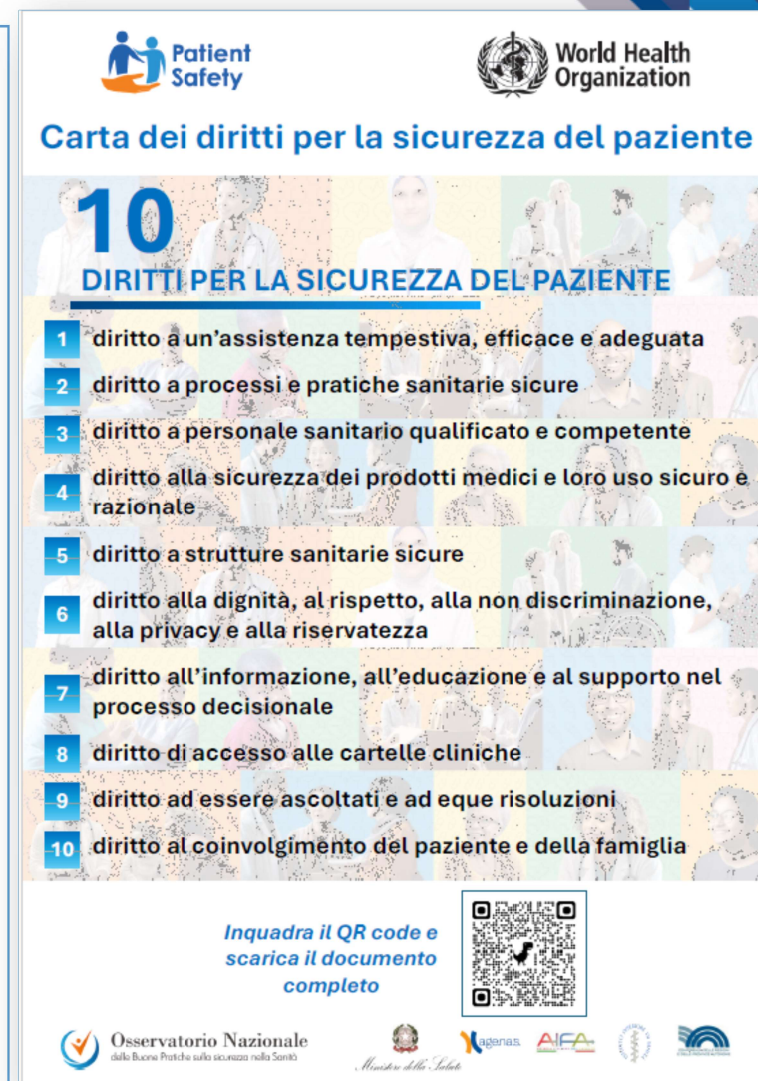 Patient
Safety
World Health
Organization
Carta dei diritti per la sicurezza del paziente
10
DIRITTI PER LA SICUREZZA DEL PAZIENTE
1 diritto a un'assistenza tempestiva, efficace e adeguata
2 diritto a processi e pratiche sanitarie sicure
3 diritto a personale sanitario qualificato e competente
4 diritto alla sicurezza dei prodotti medici e loro uso sicuro e
razionale
5 diritto a strutture sanitarie sicure
6 diritto alla dignità, al rispetto, alla non discriminazione,
alla privacy e alla riservatezza
7 diritto all'informazione, all'educazione e al supporto nel
processo decisionale
8 diritto di accesso alle cartelle cliniche
9 diritto ad essere ascoltati e ad eque risoluzioni
10 diritto al coinvolgimento del paziente e della famiglia
Inquadra il QR code e
scarica il documento
completo
Osservatorio Nazionale
delle Buone Pratiche sulla sicurezza nella Sanità
Ministero della Salute
agenas
AIFA